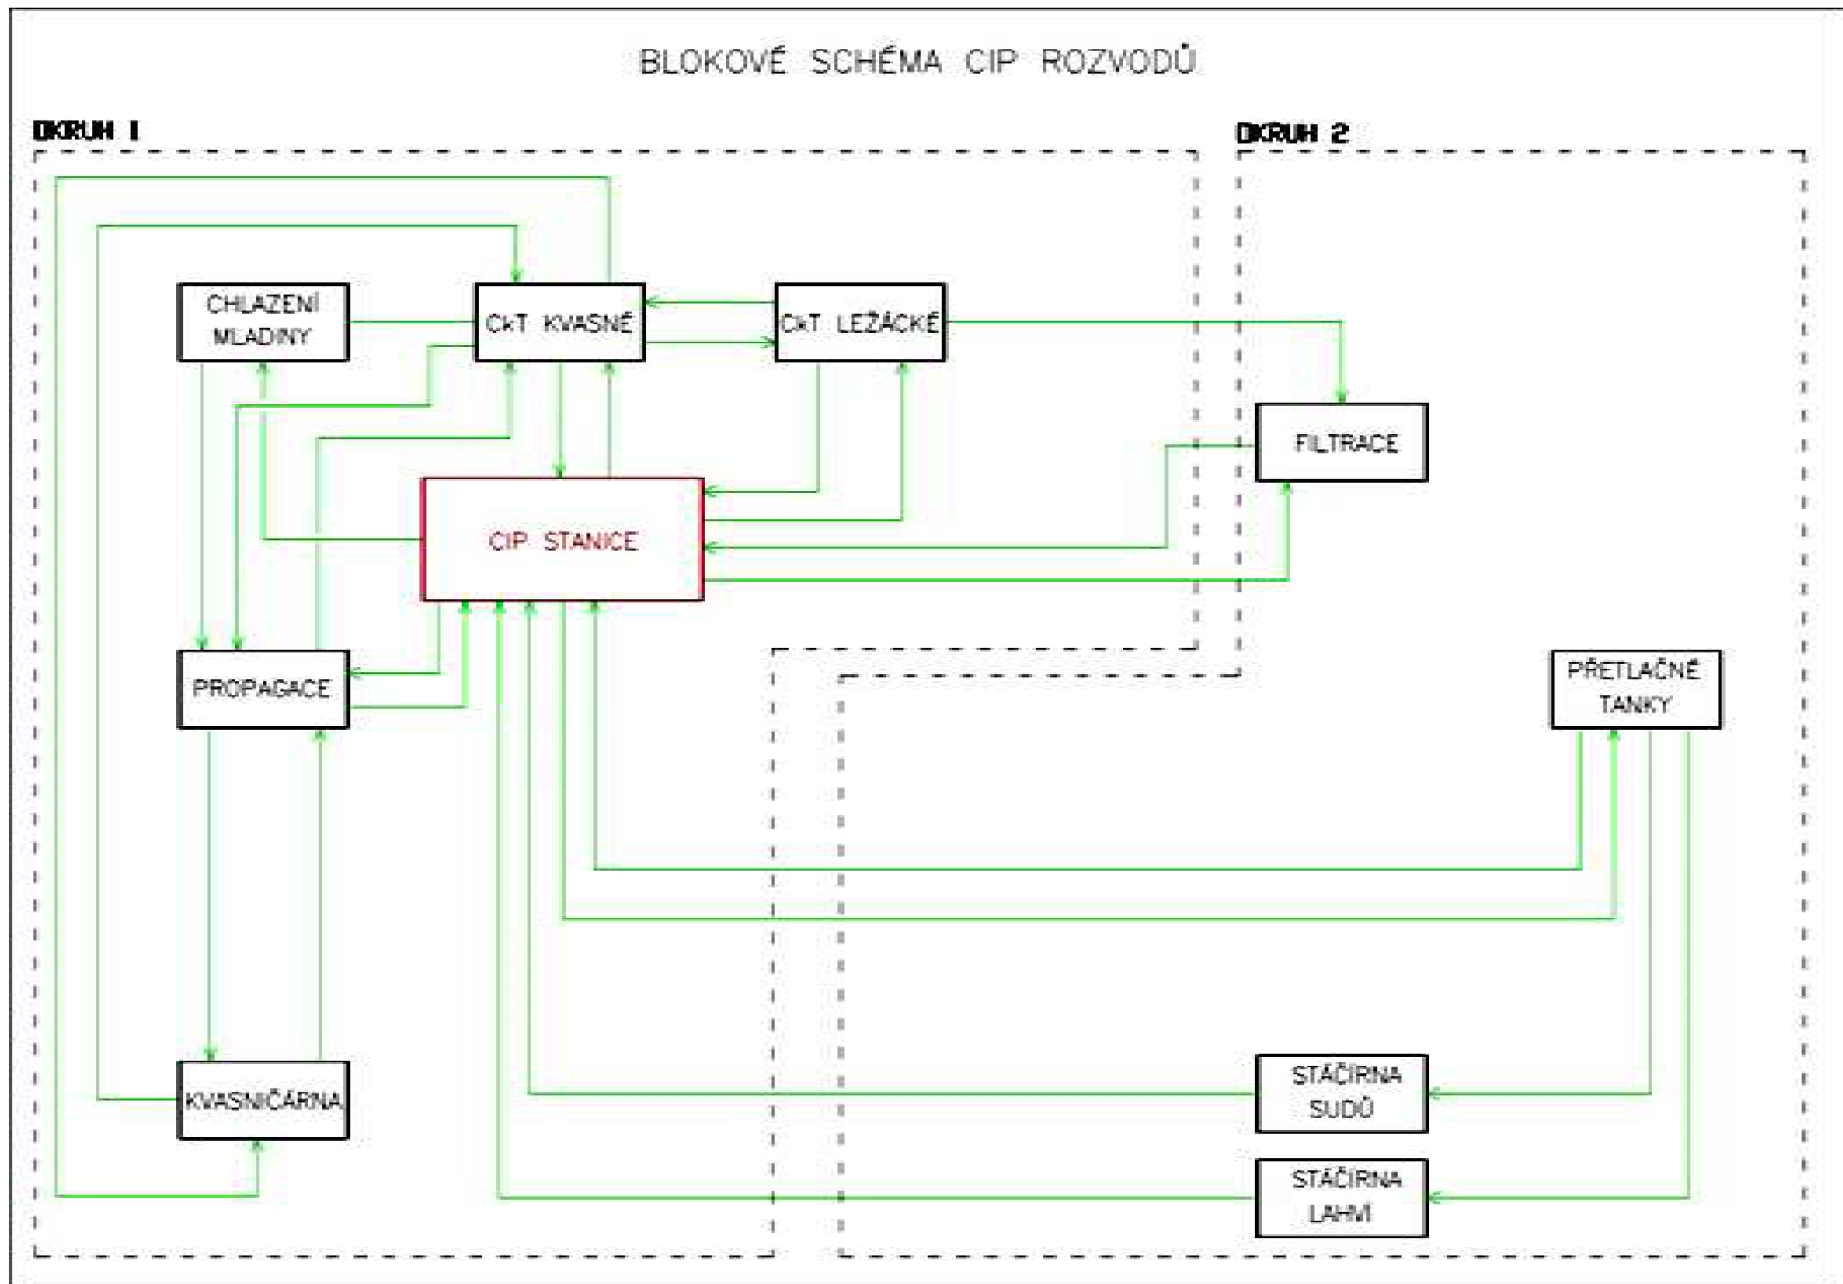 BLOKOVÉ SCHÉMA CIP ROZVODŮ
OKRUH 1
OKRUH 2
CHLAZENÍ
MLADINY
CkT KVASNÉ
CkT LEŽÁCKÉ
FILTRACE
CIP STANICE
PROPAGACE
PŘETLAČNÉ
TANKY
KVASNIČÁRNA
STÁČÍRNA
SUDŮ
STÁČÍRNA
LAHVÍ